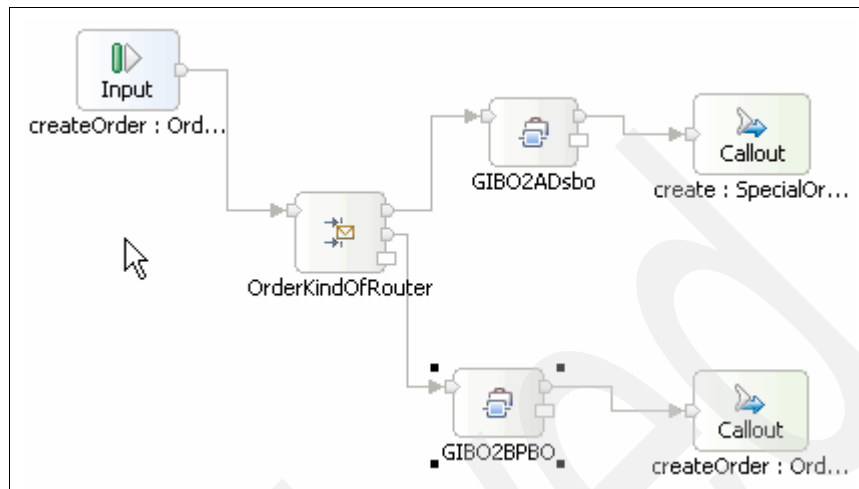 Input
createOrder : Ord...
GIBO2ADsbo
Callout
create : SpecialOr...
OrderKindOfRouter
GIBO2BPBO
Callout
createOrder : Ord...